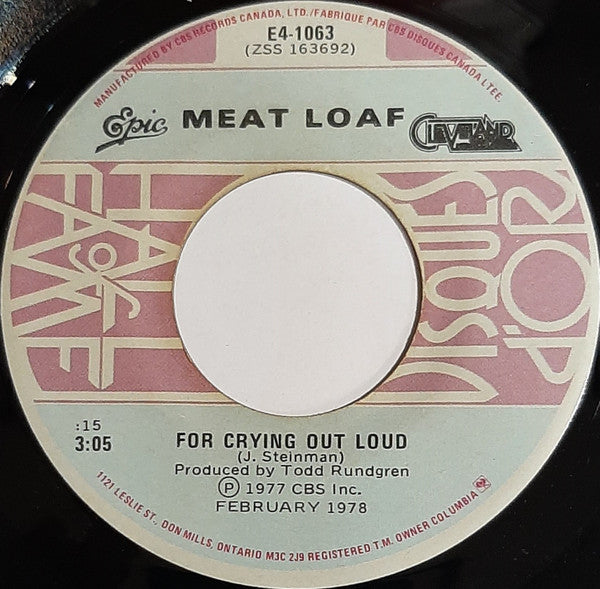 MANUFACTURED BY CBS RECORDS CANADA, LTD./FABRIQUE PAR CBS DISQUES CANADA LTEE.
E4-1063
(ZSS 163692)
Epic MEAT LOAF CLEVELAND
HALL OF FAME
DISQUES D'OR
:15
3:05
FOR CRYING OUT LOUD
(J. Steinman)
Produced by Todd Rundgren
Ⓟ 1977 CBS Inc.
FEBRUARY 1978
1121 LESLIE ST., DON MILLS, ONTARIO M3C 2J9 REGISTERED T.M. OWNER COLUMBIA